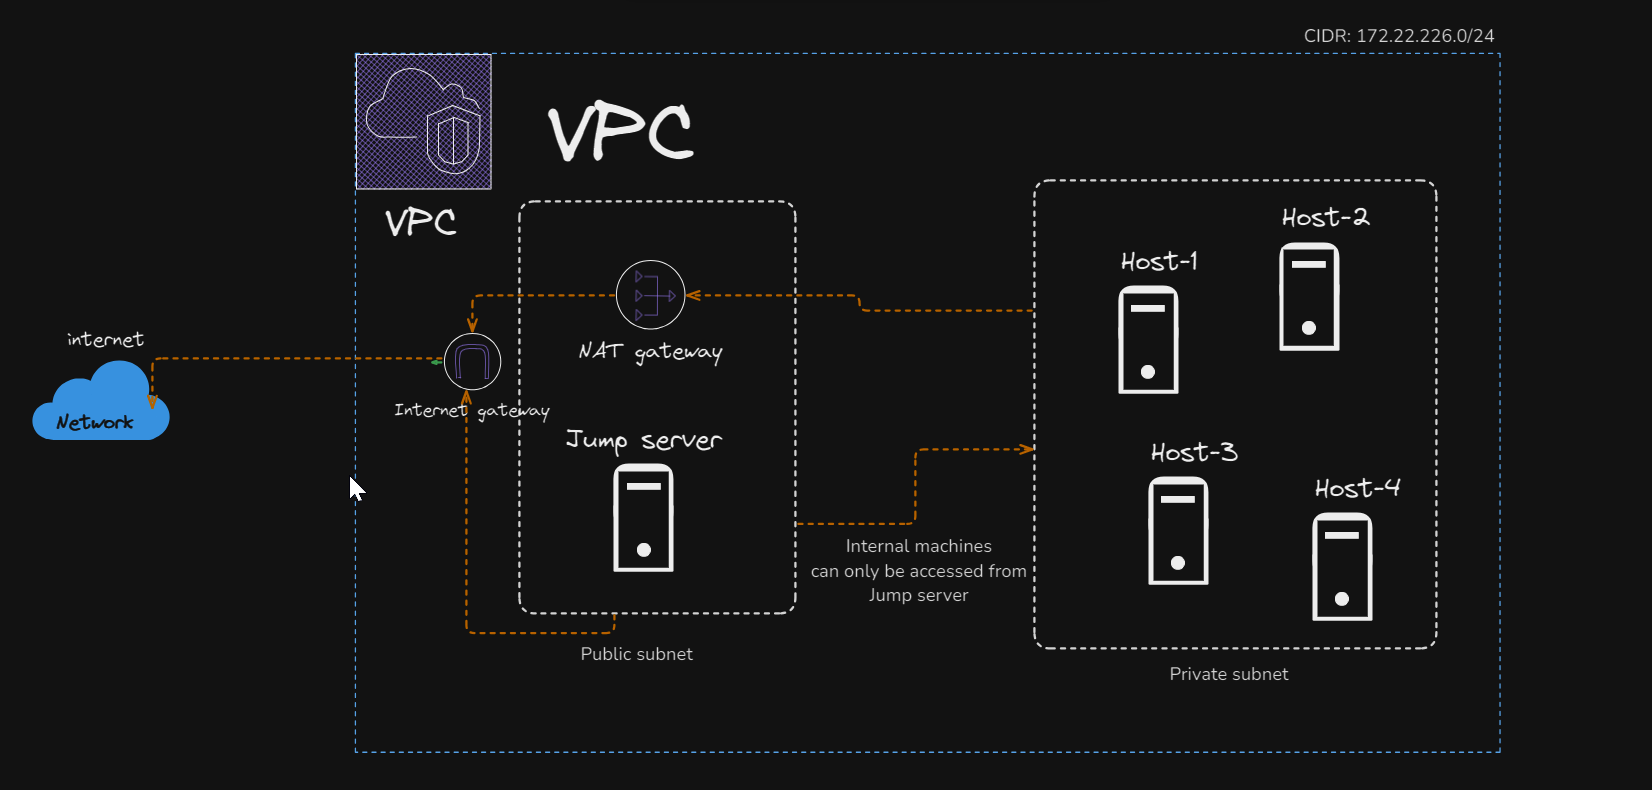 CIDR: 172.22.226.0/24
VPC
VPC
Host-2
Host-1
internet
Network
NAT gateway
Internet gateway
Jump server
Host-3
Host-4
Internal machines
can only be accessed from
Jump server
Public subnet
Private subnet